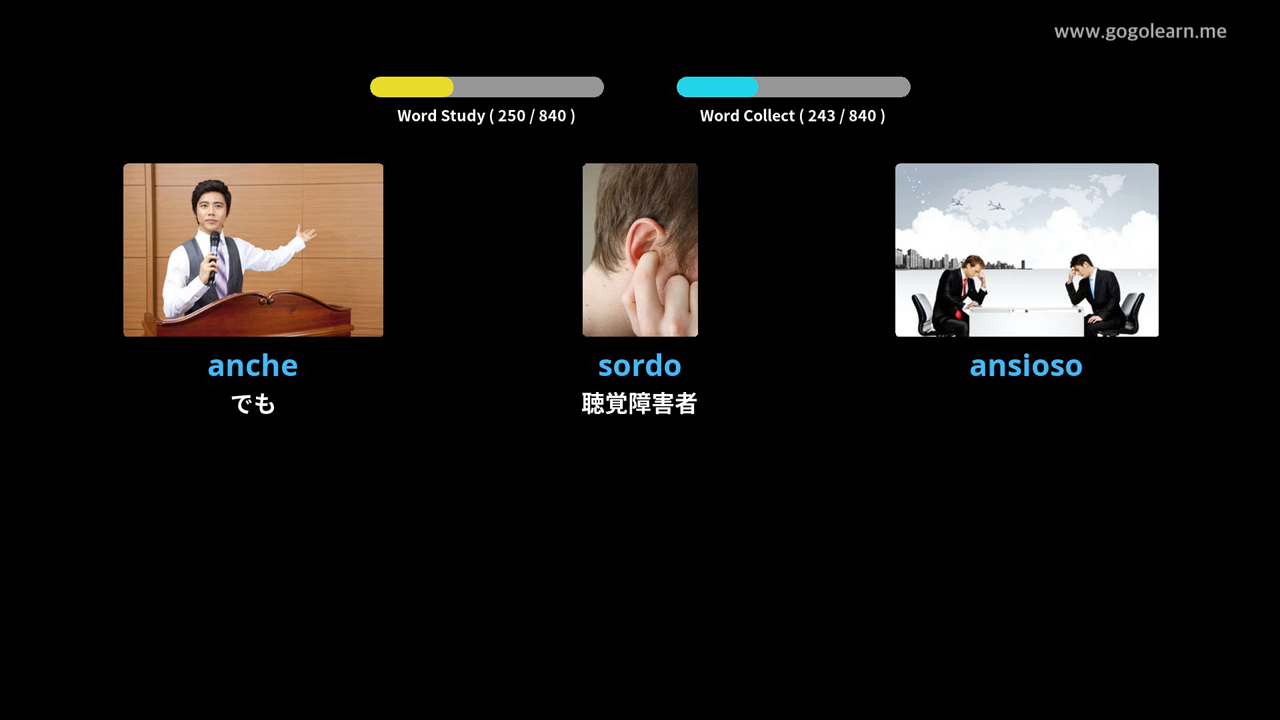 www.gogolearn.me
Word Study ( 250 / 840 )
Word Collect ( 243 / 840 )
anche
sordo
ansioso
でも
聴覚障害者